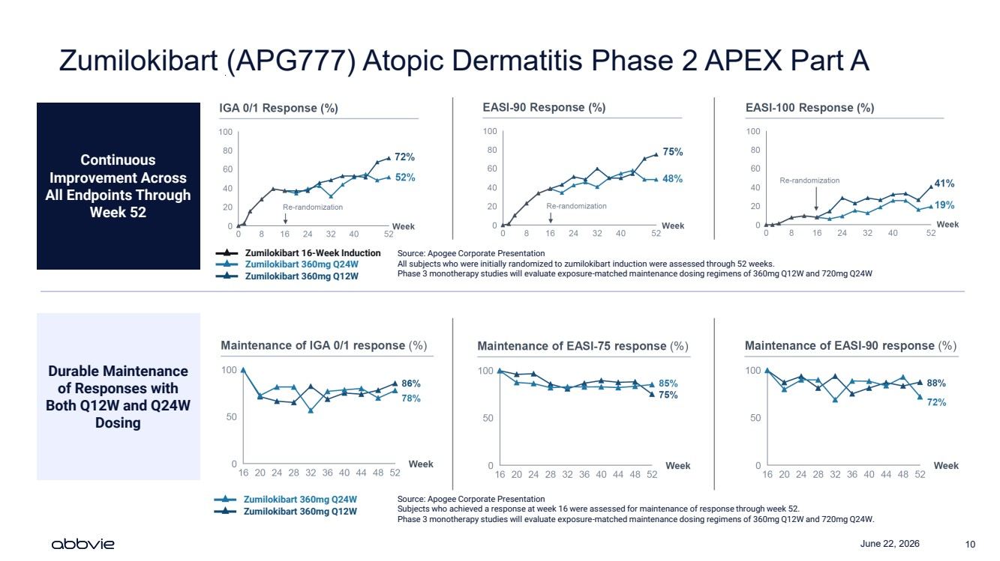 Zumilokibart (APG777) Atopic Dermatitis Phase 2 APEX Part A
Continuous
Improvement Across
All Endpoints Through
Week 52
IGA 0/1 Response (%)
100
80
60
40
20
0
72%
52%
Re-randomization
Week
0 8 16 24 32 40 52
EASI-90 Response (%)
100
80
60
40
20
0
75%
48%
Re-randomization
Week
0 8 16 24 32 40 52
EASI-100 Response (%)
100
80
60
40
20
0
Re-randomization
41%
19%
Week
0 8 16 24 32 40 52
Zumilokibart 16-Week Induction
Zumilokibart 360mg Q24W
Zumilokibart 360mg Q12W
Source: Apogee Corporate Presentation
All subjects who were initially randomized to zumilokibart induction were assessed through 52 weeks.
Phase 3 monotherapy studies will evaluate exposure-matched maintenance dosing regimens of 360mg Q12W and 720mg Q24W
Durable Maintenance
of Responses with
Both Q12W and Q24W
Dosing
Maintenance of IGA 0/1 response (%)
100
50
0
86%
78%
Week
16 20 24 28 32 36 40 44 48 52
Maintenance of EASI-75 response (%)
100
50
0
85%
75%
Week
16 20 24 28 32 36 40 44 48 52
Maintenance of EASI-90 response (%)
100
50
0
88%
72%
Week
16 20 24 28 32 36 40 44 48 52
Zumilokibart 360mg Q24W
Zumilokibart 360mg Q12W
Source: Apogee Corporate Presentation
Subjects who achieved a response at week 16 were assessed for maintenance of response through week 52.
Phase 3 monotherapy studies will evaluate exposure-matched maintenance dosing regimens of 360mg Q12W and 720mg Q24W.
abbvie
June 22, 2026
10